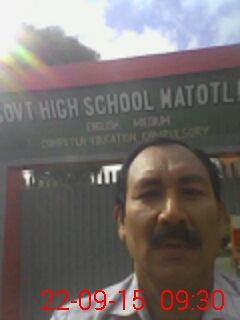 GOVT HIGH SCHOOL MATOTLI
ENGLISH MEDIUM
COMPUTER EDUCATION COMPULSORY
22-09-15 09:30